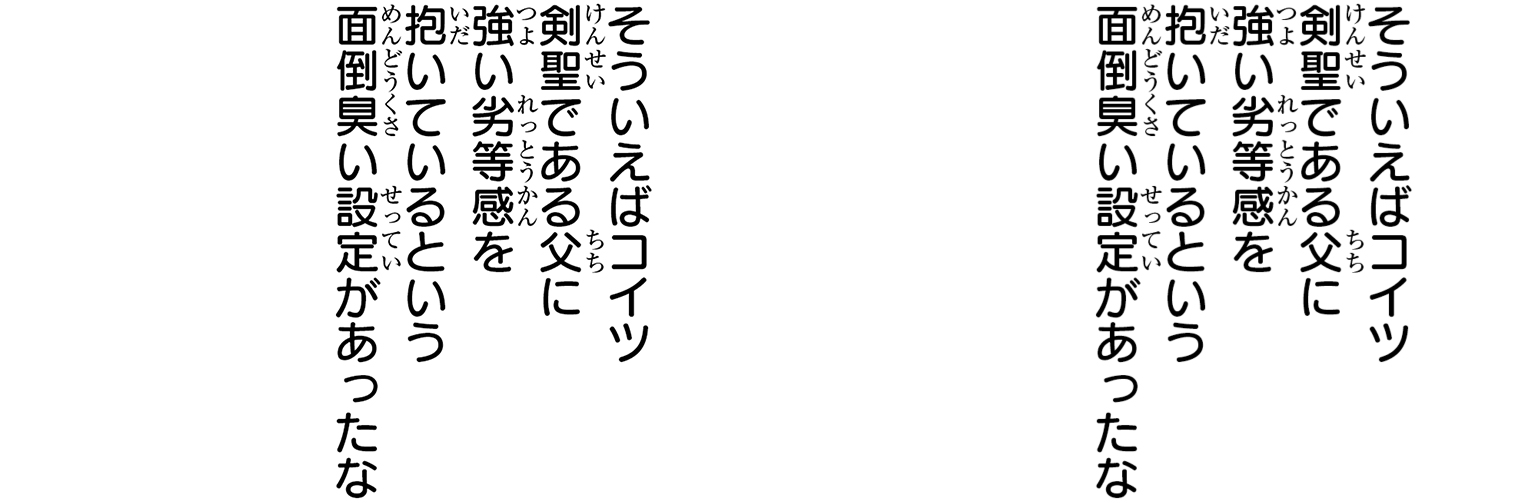 そういえばコイツ
剣聖である父に
強い劣等感を
抱いているという
面倒臭い設定があったな
そういえばコイツ
剣聖である父に
強い劣等感を
抱いているという
面倒臭い設定があったな